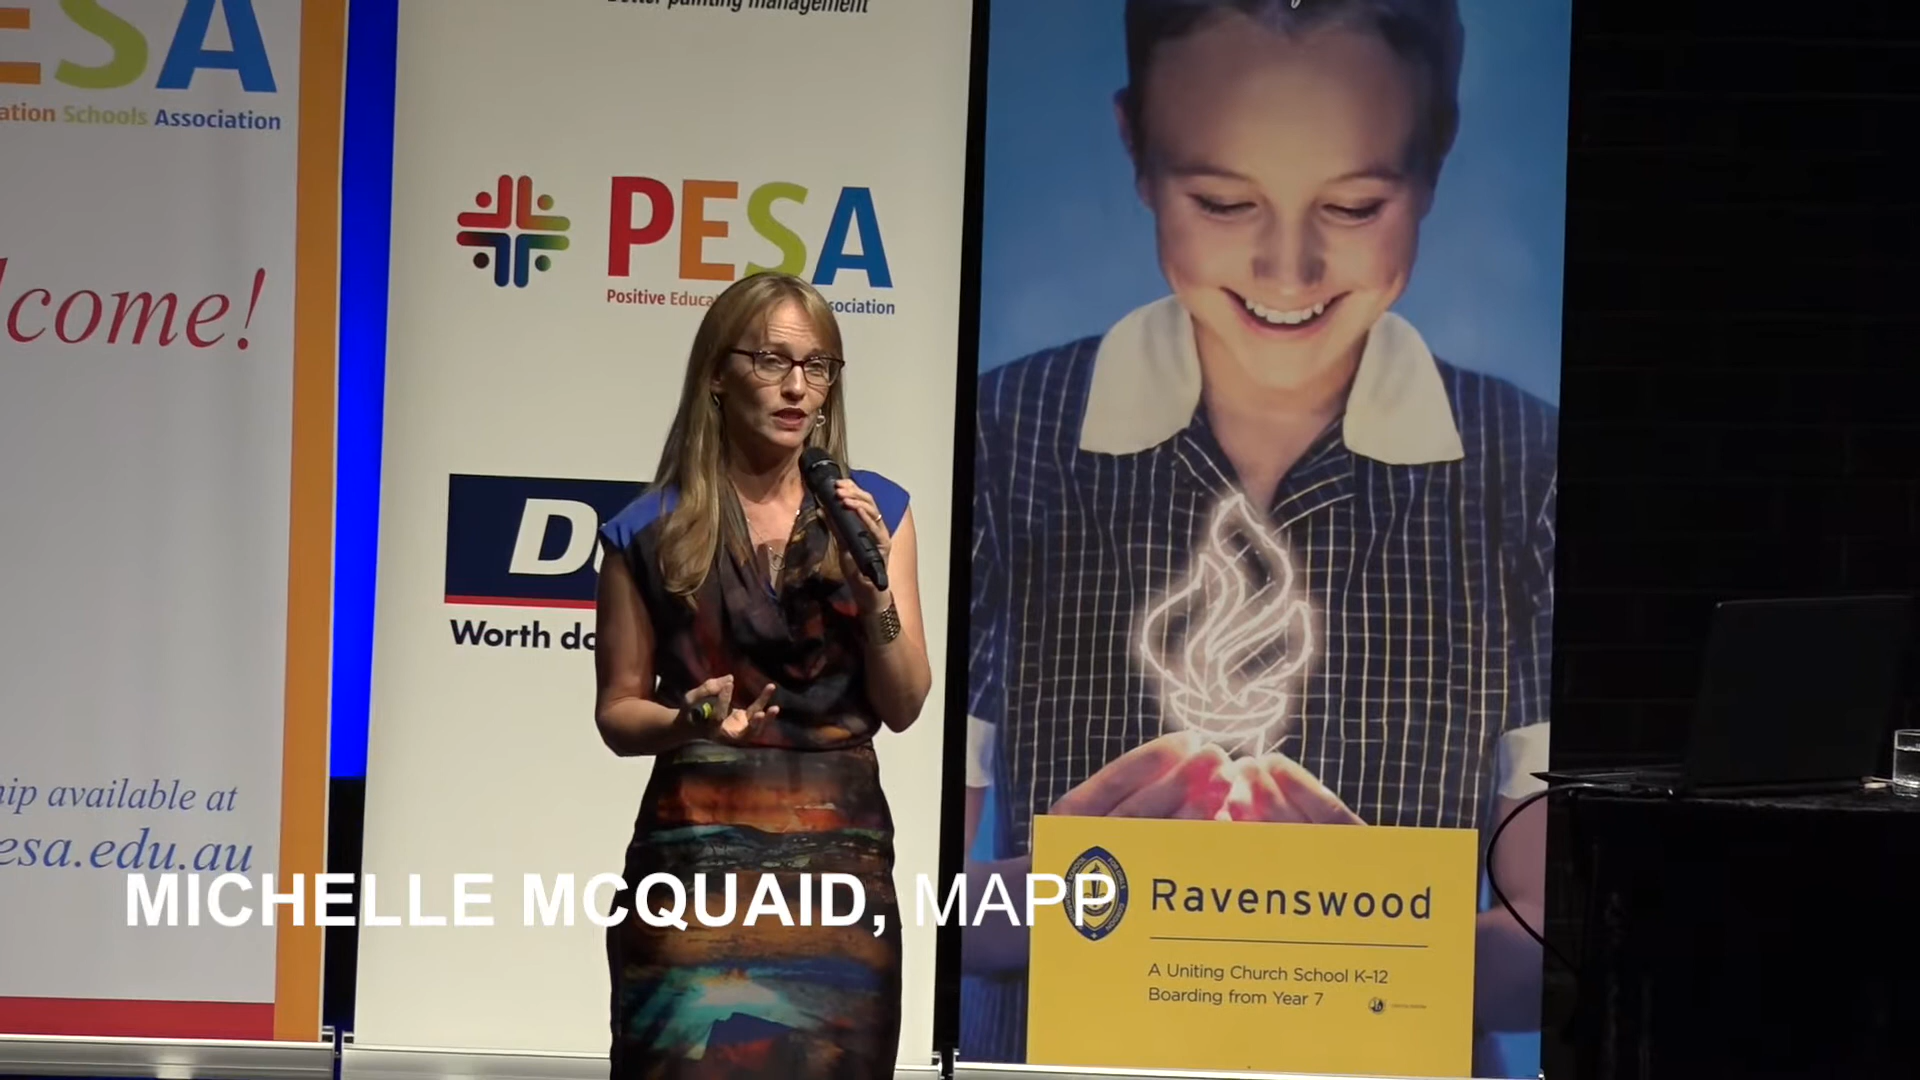 ESA
ation Schools Association
lcome!
ip available at
esa.edu.au
Better painting management
PESA
Positive Educa
sociation
D
Worth do
MICHELLE MCQUAID, MAPP
Ravenswood
A Uniting Church School K–12
Boarding from Year 7